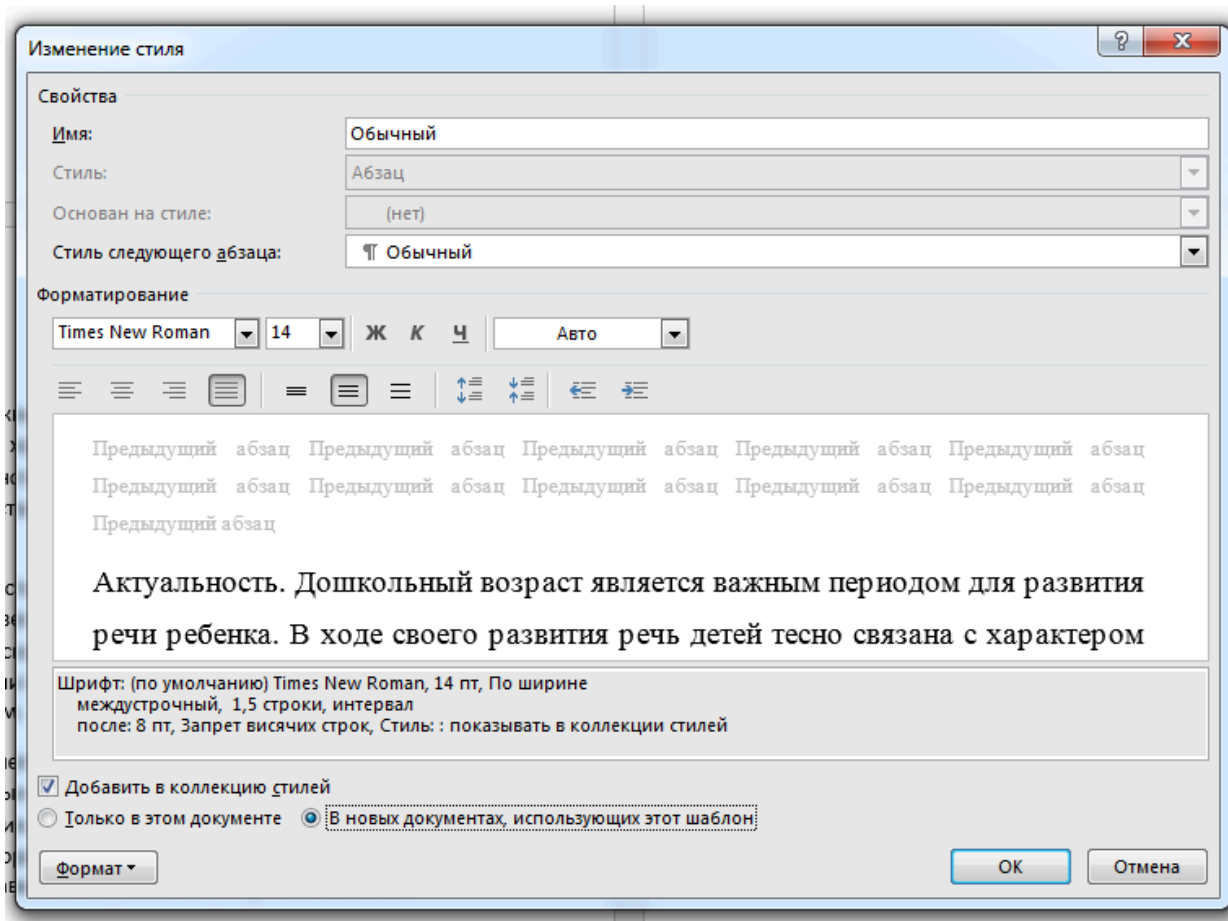 Изменение стиля
Свойства
Имя: Обычный
Стиль: Абзац
Основан на стиле: (нет)
Стиль следующего абзаца: ¶ Обычный
Форматирование
Times New Roman 14 Ж К Ч Авто
Предыдущий абзац Предыдущий абзац Предыдущий абзац Предыдущий абзац Предыдущий абзац
Предыдущий абзац Предыдущий абзац Предыдущий абзац Предыдущий абзац Предыдущий абзац
Предыдущий абзац
Актуальность. Дошкольный возраст является важным периодом для развития
речи ребенка. В ходе своего развития речь детей тесно связана с характером
Шрифт: (по умолчанию) Times New Roman, 14 пт, По ширине
междустрочный, 1,5 строки, интервал
после: 8 пт, Запрет висячих строк, Стиль: : показывать в коллекции стилей
Добавить в коллекцию стилей
Только в этом документе В новых документах, использующих этот шаблон
Формат ОК Отмена